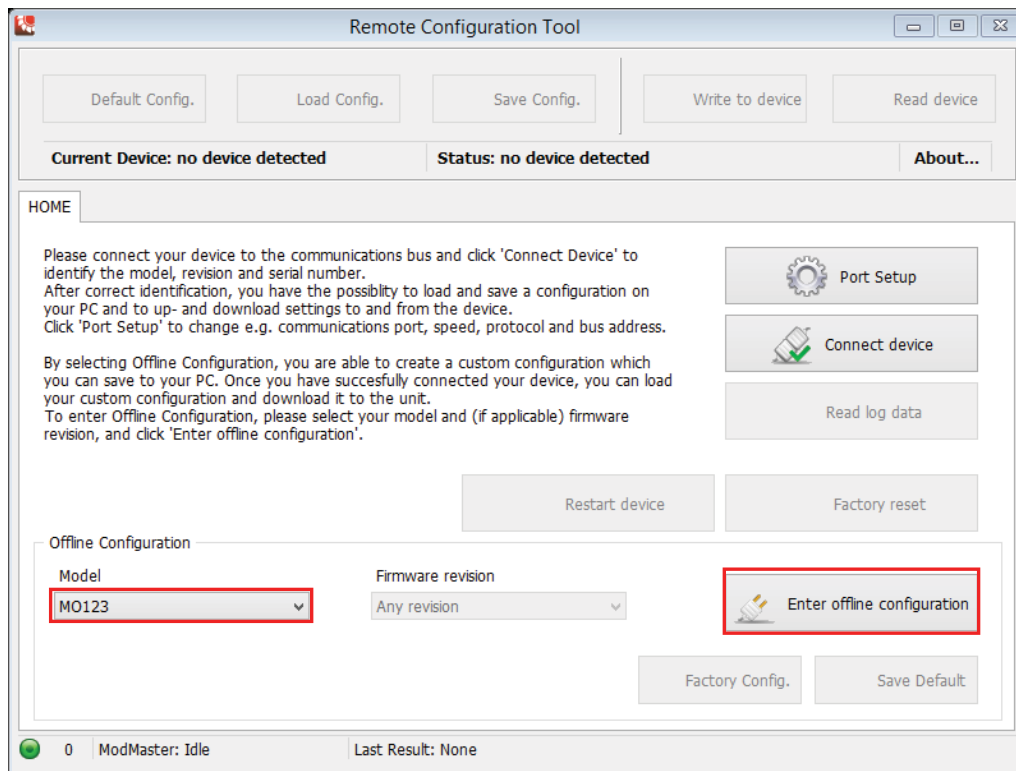 Remote Configuration Tool
Default Config.
Load Config.
Save Config.
Write to device
Read device
Current Device: no device detected
Status: no device detected
About...
HOME
Please connect your device to the communications bus and click 'Connect Device' to
identify the model, revision and serial number.
After correct identification, you have the possiblity to load and save a configuration on
your PC and to up- and download settings to and from the device.
Click 'Port Setup' to change e.g. communications port, speed, protocol and bus address.
By selecting Offline Configuration, you are able to create a custom configuration which
you can save to your PC. Once you have succesfully connected your device, you can load
your custom configuration and download it to the unit.
To enter Offline Configuration, please select your model and (if applicable) firmware
revision, and click 'Enter offline configuration'.
Port Setup
Connect device
Read log data
Restart device
Factory reset
Offline Configuration
Model
Firmware revision
MO123
Any revision
Enter offline configuration
Factory Config.
Save Default
0
ModMaster: Idle
Last Result: None